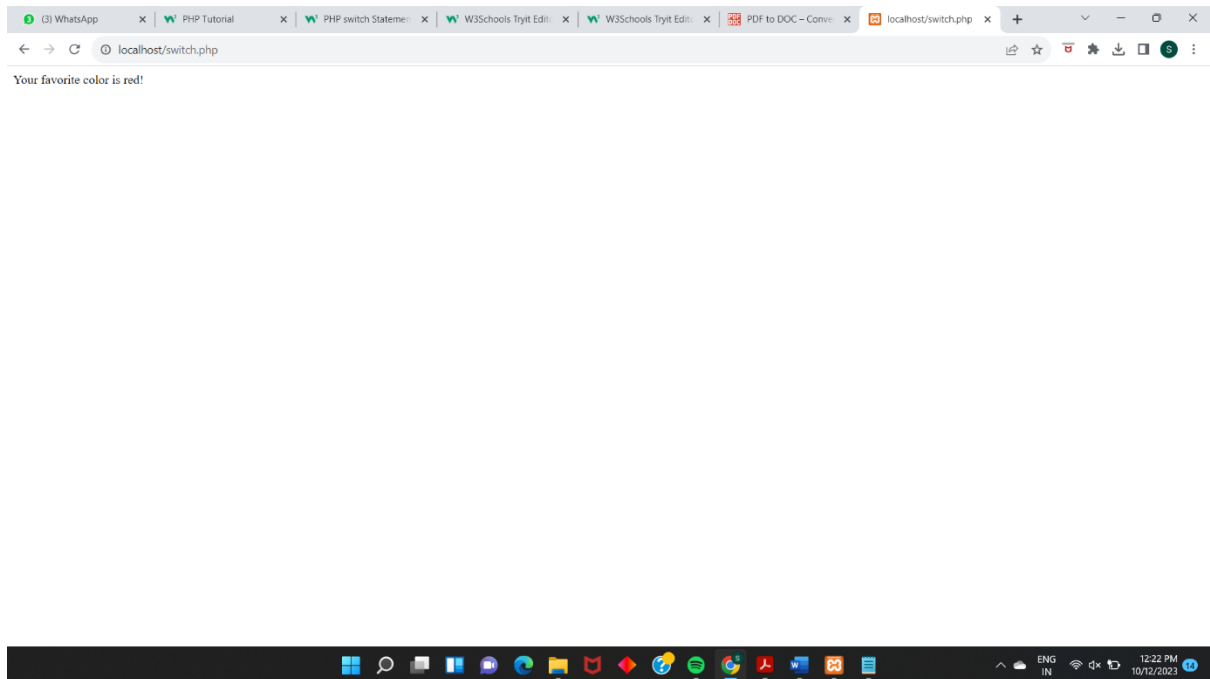 (3) WhatsApp
PHP Tutorial
PHP switch Statemen
W3Schools Tryit Edito
W3Schools Tryit Edito
PDF to DOC – Conve
localhost/switch.php
localhost/switch.php
S
Your favorite color is red!
ENG
IN
12:22 PM
10/12/2023
14